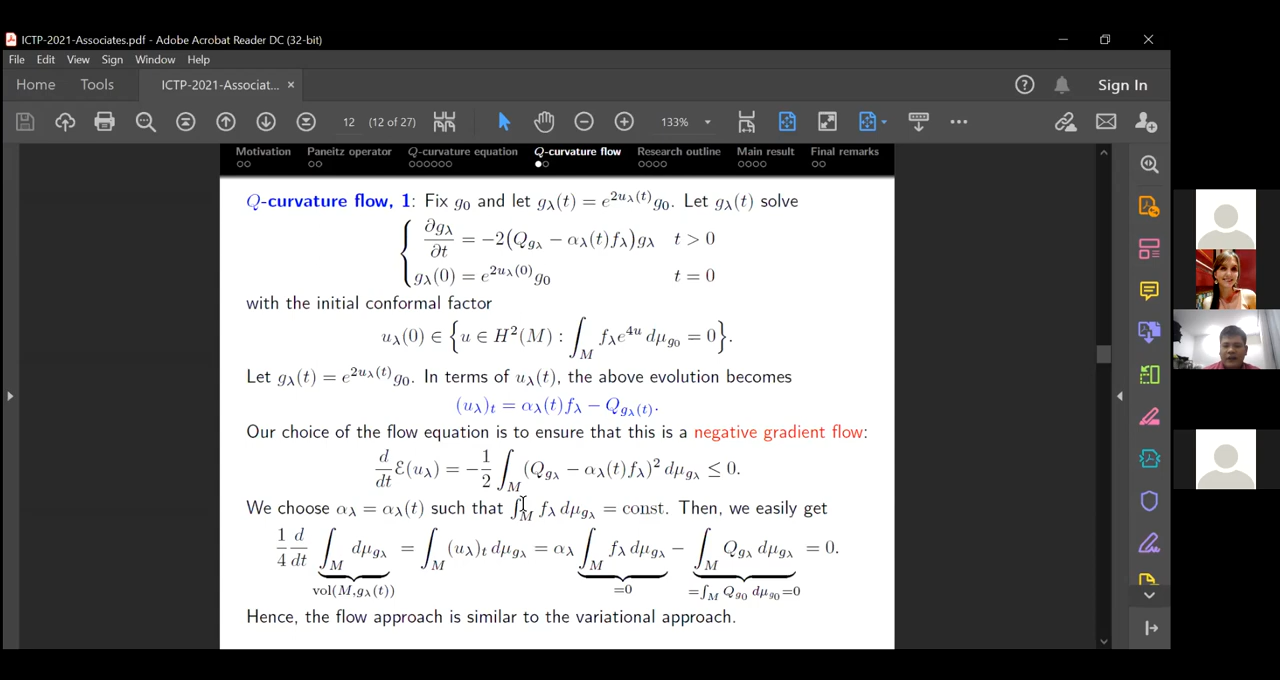 ICTP-2021-Associates.pdf - Adobe Acrobat Reader DC (32-bit)
File Edit View Sign Window Help
Home Tools ICTP-2021-Associat... × Sign In
12 (12 of 27) 133%
Motivation Paneitz operator Q-curvature equation Q-curvature flow Research outline Main result Final remarks
Q-curvature flow, 1: Fix g₀ and let g_λ(t) = e^{2u_λ(t)}g₀. Let g_λ(t) solve
∂g_λ/∂t = −2(Q_{g_λ} − α_λ(t)f_λ)g_λ t > 0
g_λ(0) = e^{2u_λ(0)}g₀ t = 0
with the initial conformal factor
u_λ(0) ∈ {u ∈ H²(M) : ∫_M f_λe^{4u} dμ_{g₀} = 0}.
Let g_λ(t) = e^{2u_λ(t)}g₀. In terms of u_λ(t), the above evolution becomes
(u_λ)_t = α_λ(t)f_λ − Q_{g_λ(t)}.
Our choice of the flow equation is to ensure that this is a negative gradient flow:
d/dt ℰ(u_λ) = −1/2 ∫_M (Q_{g_λ} − α_λ(t)f_λ)² dμ_{g_λ} ≤ 0.
We choose α_λ = α_λ(t) such that ∫_M f_λ dμ_{g_λ} = const. Then, we easily get
1/4 d/dt ∫_M dμ_{g_λ} = ∫_M (u_λ)_t dμ_{g_λ} = α_λ ∫_M f_λ dμ_{g_λ} − ∫_M Q_{g_λ} dμ_{g_λ} = 0.
vol(M,g_λ(t)) =0 =∫_M Q_{g₀} dμ_{g₀}=0
Hence, the flow approach is similar to the variational approach.